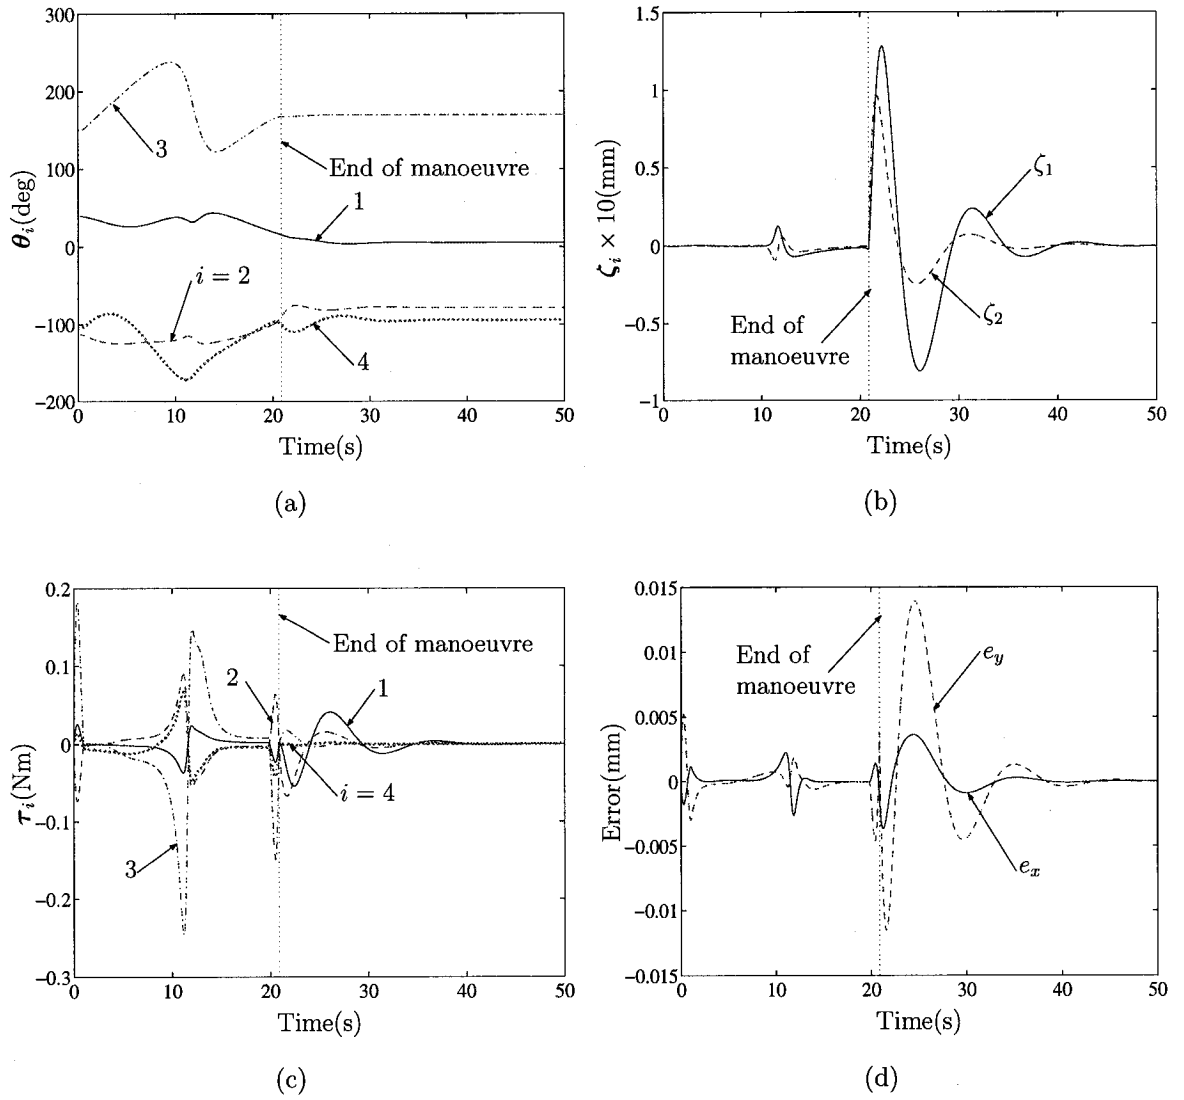 300
200
100
0
−100
−200
θi(deg)
3
End of manoeuvre
1
i = 2
4
0 10 20 30 40 50
Time(s)
(a)
1.5
1
0.5
0
−0.5
−1
ζi × 10(mm)
ζ1
ζ2
End of
manoeuvre
0 10 20 30 40 50
Time(s)
(b)
0.2
0.1
0
−0.1
−0.2
−0.3
τi(Nm)
End of manoeuvre
2
1
i = 4
3
0 10 20 30 40 50
Time(s)
(c)
0.015
0.01
0.005
0
−0.005
−0.01
−0.015
Error(mm)
End of
manoeuvre
ey
ex
0 10 20 30 40 50
Time(s)
(d)